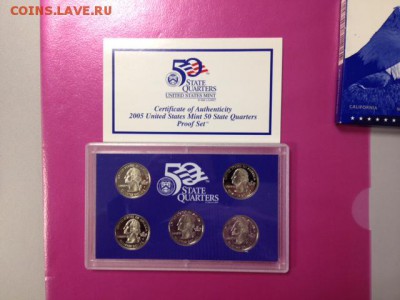 COINS.LAVE.RU
50
STATE
QUARTERS
UNITED STATES MINT
Certificate of Authenticity
2005 United States Mint 50 State Quarters
Proof Set™
CALIFORNIA
50
STATE
QUARTERS